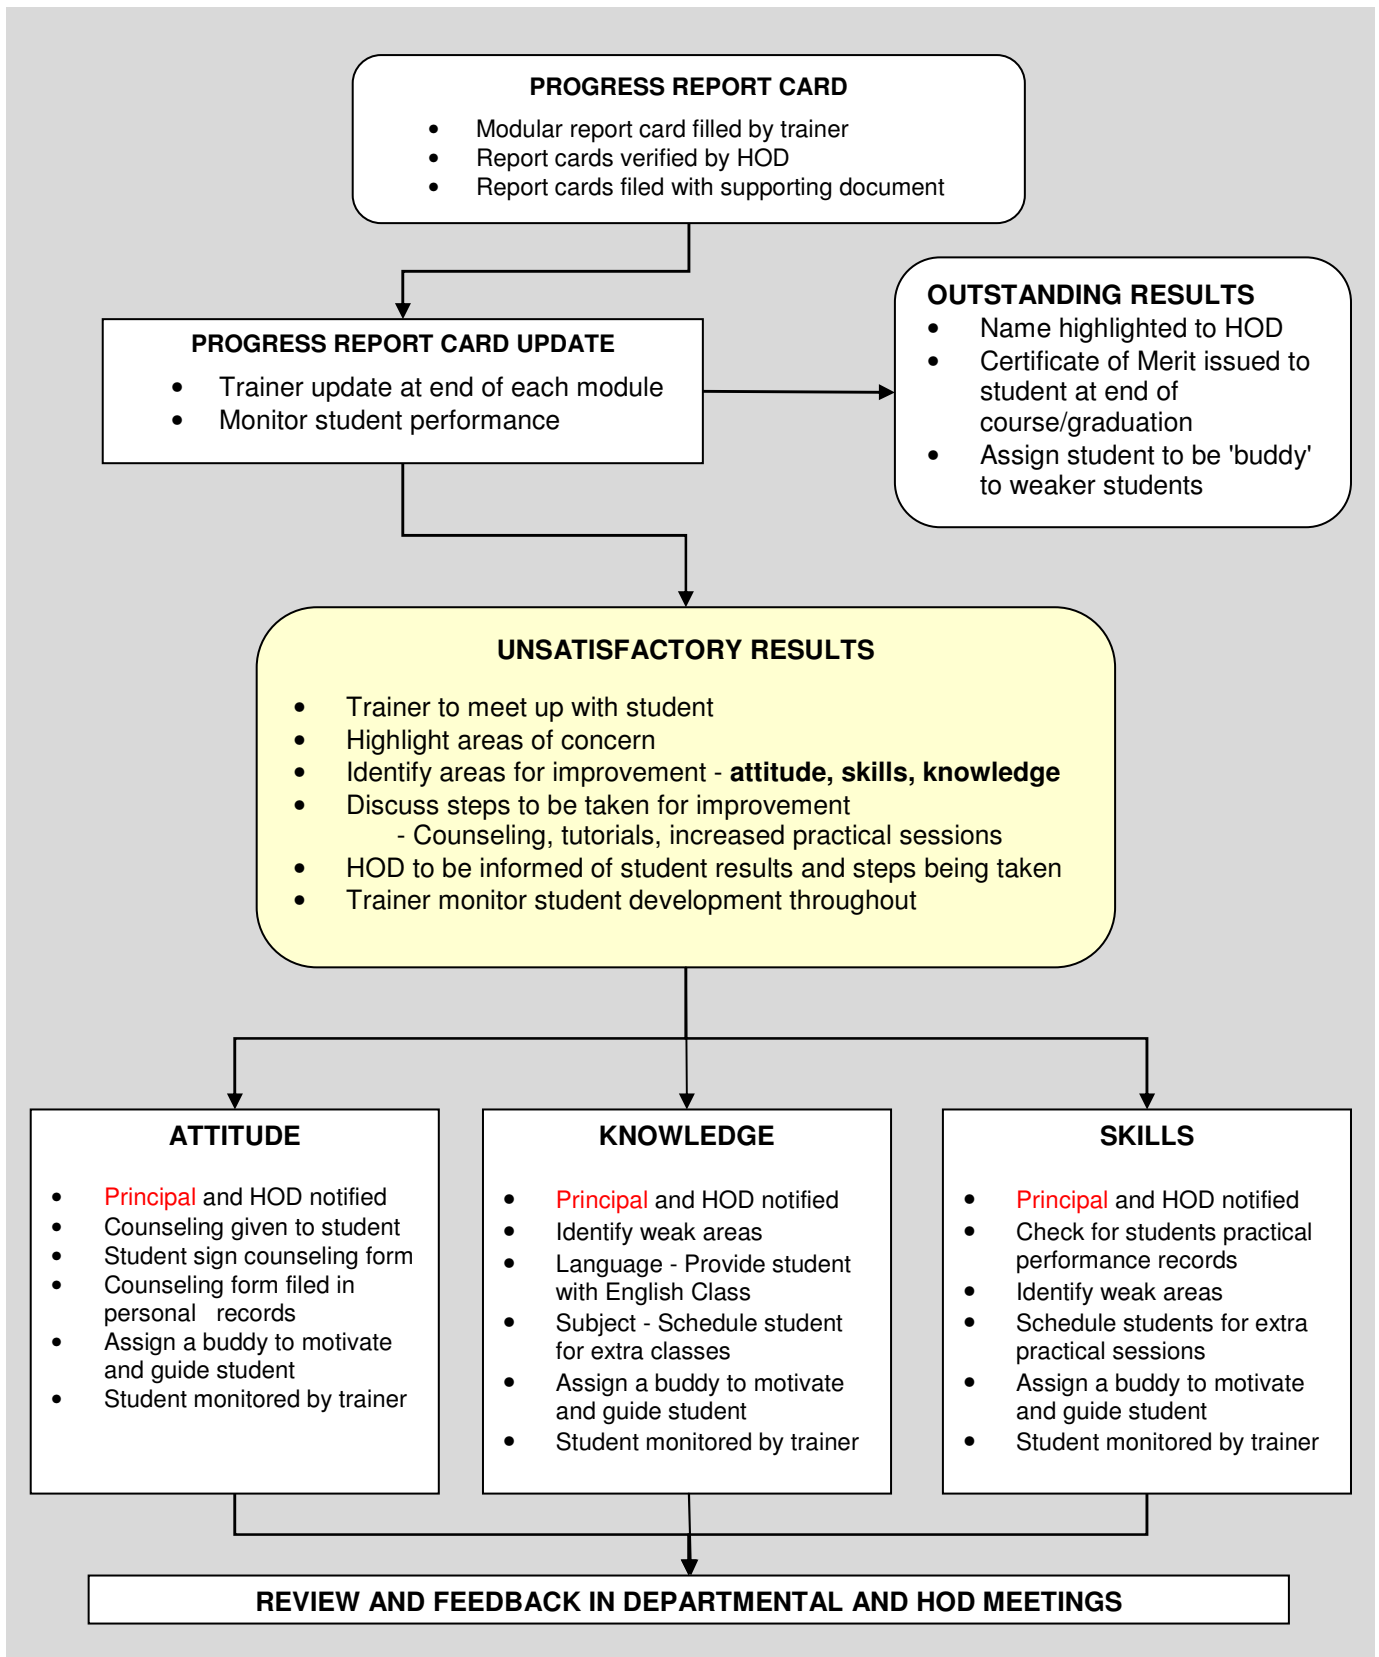 PROGRESS REPORT CARD
• Modular report card filled by trainer
• Report cards verified by HOD
• Report cards filed with supporting document
PROGRESS REPORT CARD UPDATE
• Trainer update at end of each module
• Monitor student performance
OUTSTANDING RESULTS
• Name highlighted to HOD
• Certificate of Merit issued to
student at end of
course/graduation
• Assign student to be 'buddy'
to weaker students
UNSATISFACTORY RESULTS
• Trainer to meet up with student
• Highlight areas of concern
• Identify areas for improvement - attitude, skills, knowledge
• Discuss steps to be taken for improvement
- Counseling, tutorials, increased practical sessions
• HOD to be informed of student results and steps being taken
• Trainer monitor student development throughout
ATTITUDE
• Principal and HOD notified
• Counseling given to student
• Student sign counseling form
• Counseling form filed in
personal records
• Assign a buddy to motivate
and guide student
• Student monitored by trainer
KNOWLEDGE
• Principal and HOD notified
• Identify weak areas
• Language - Provide student
with English Class
• Subject - Schedule student
for extra classes
• Assign a buddy to motivate
and guide student
• Student monitored by trainer
SKILLS
• Principal and HOD notified
• Check for students practical
performance records
• Identify weak areas
• Schedule students for extra
practical sessions
• Assign a buddy to motivate
and guide student
• Student monitored by trainer
REVIEW AND FEEDBACK IN DEPARTMENTAL AND HOD MEETINGS